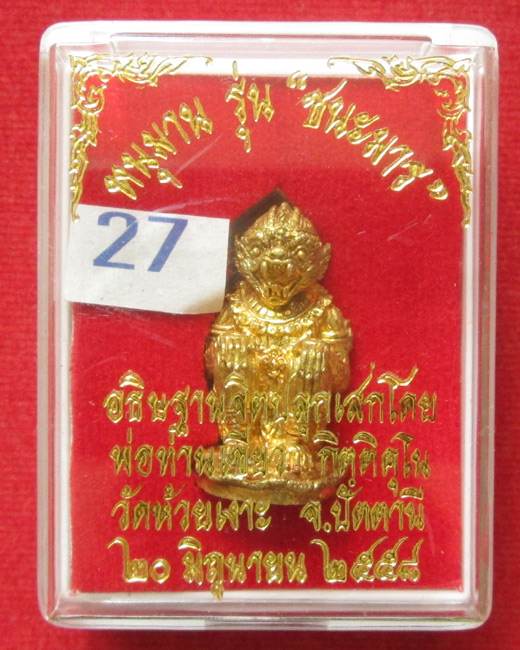 หนุมาน รุ่น "ชนะมาร"
27
อธิษฐานจิตปลุกเสกโดย
พ่อท่านเขียว กิตฺติคุโน
วัดห้วยเงาะ จ.ปัตตานี
๒๐ มิถุนายน ๒๕๕๘